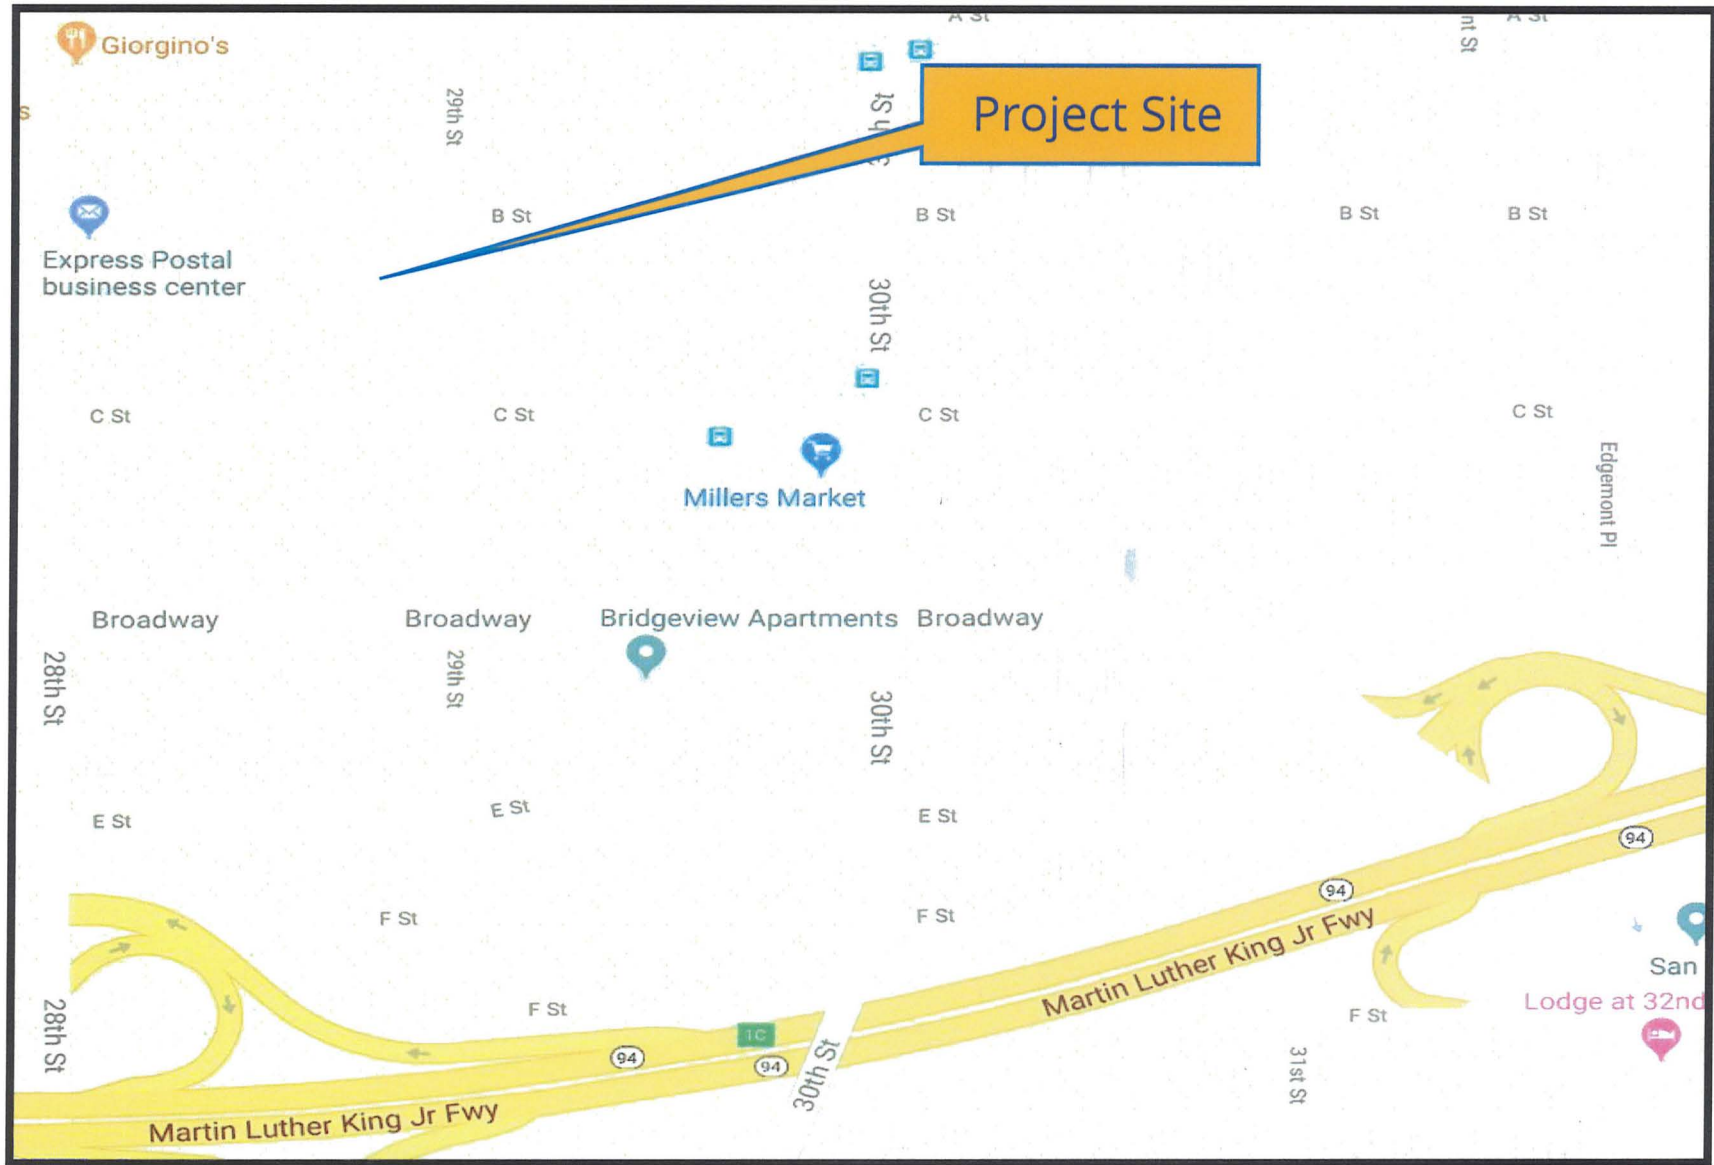 A St
A St
nt St
Giorgino's
s
29th St
Project Site
B St
B St
B St
B St
Express Postal
business center
30th St
C St
C St
C St
C St
Millers Market
Edgemont Pl
Broadway
Broadway
Bridgeview Apartments
Broadway
28th St
29th St
30th St
E St
E St
E St
94
94
F St
F St
Martin Luther King Jr Fwy
San
Lodge at 32nd
F St
F St
28th St
1C
94
94
30th St
31st St
Martin Luther King Jr Fwy